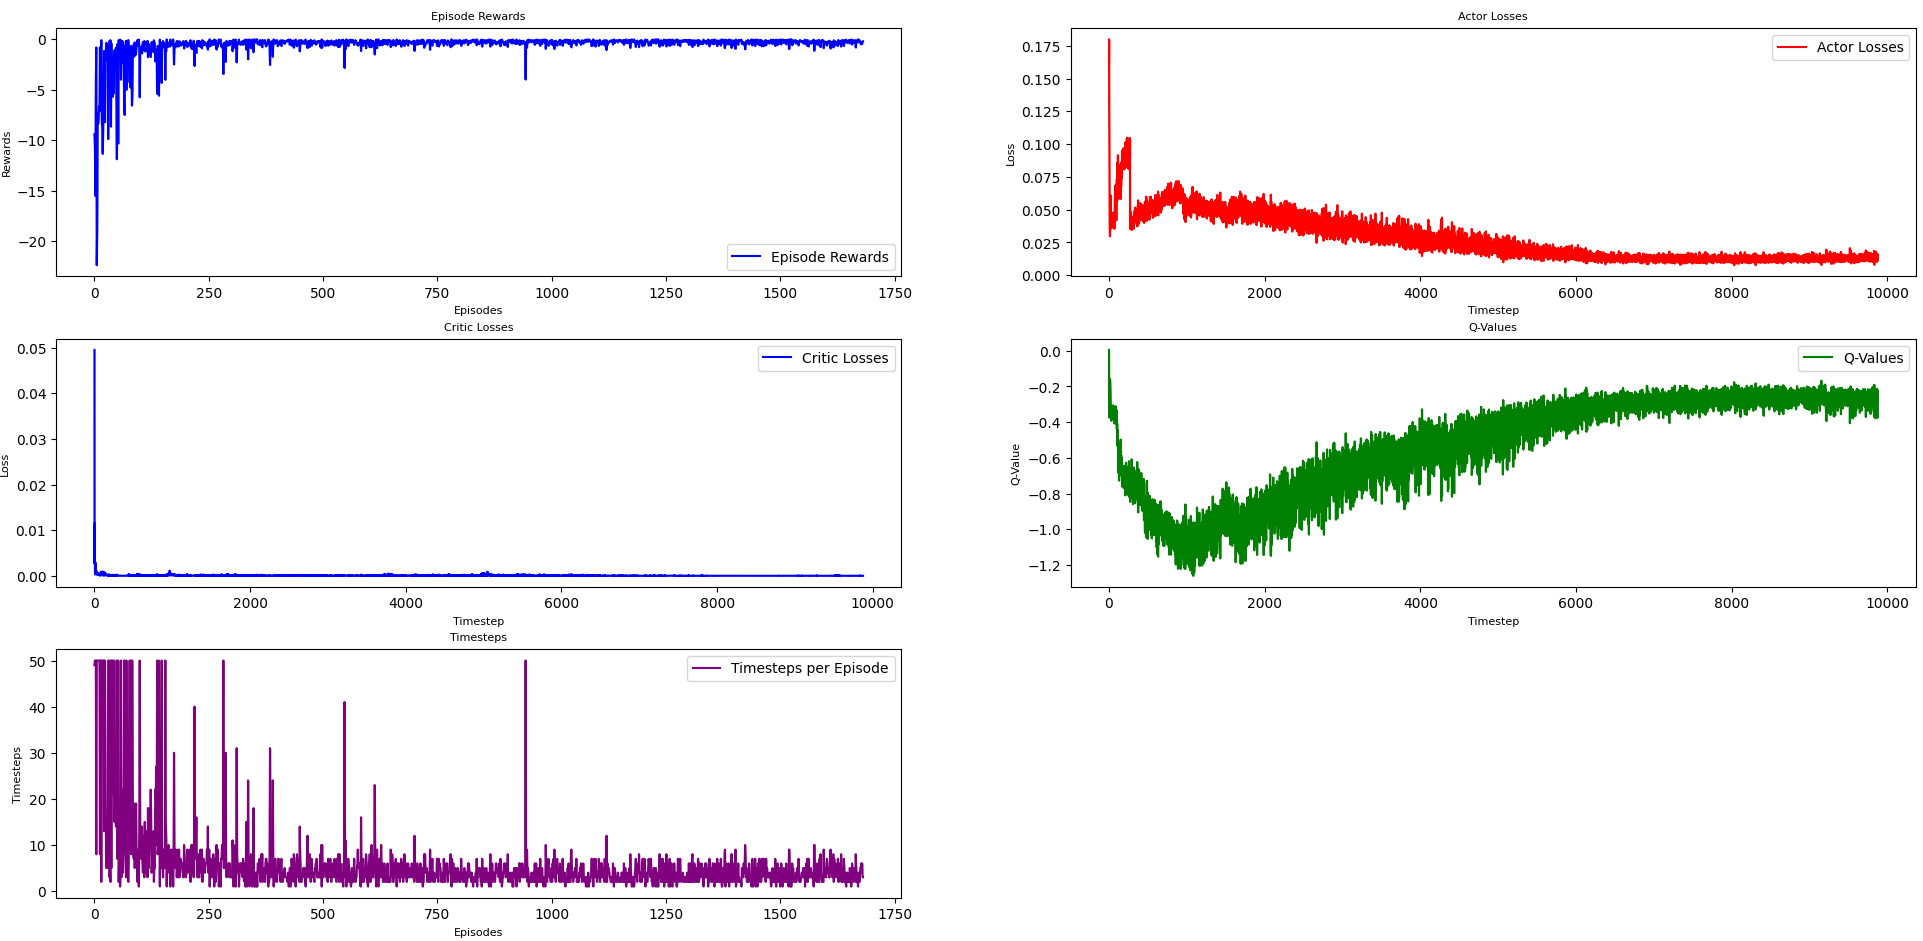 Episode Rewards
0
−5
−10
−15
−20
Rewards
Episode Rewards
0 250 500 750 1000 1250 1500 1750
Episodes
Actor Losses
0.175
0.150
0.125
0.100
0.075
0.050
0.025
0.000
Loss
Actor Losses
0 2000 4000 6000 8000 10000
Timestep
Critic Losses
0.05
0.04
0.03
0.02
0.01
0.00
Loss
Critic Losses
0 2000 4000 6000 8000 10000
Timestep
Q-Values
0.0
−0.2
−0.4
−0.6
−0.8
−1.0
−1.2
Q-Value
Q-Values
0 2000 4000 6000 8000 10000
Timestep
Timesteps
50
40
30
20
10
0
Timesteps
Timesteps per Episode
0 250 500 750 1000 1250 1500 1750
Episodes